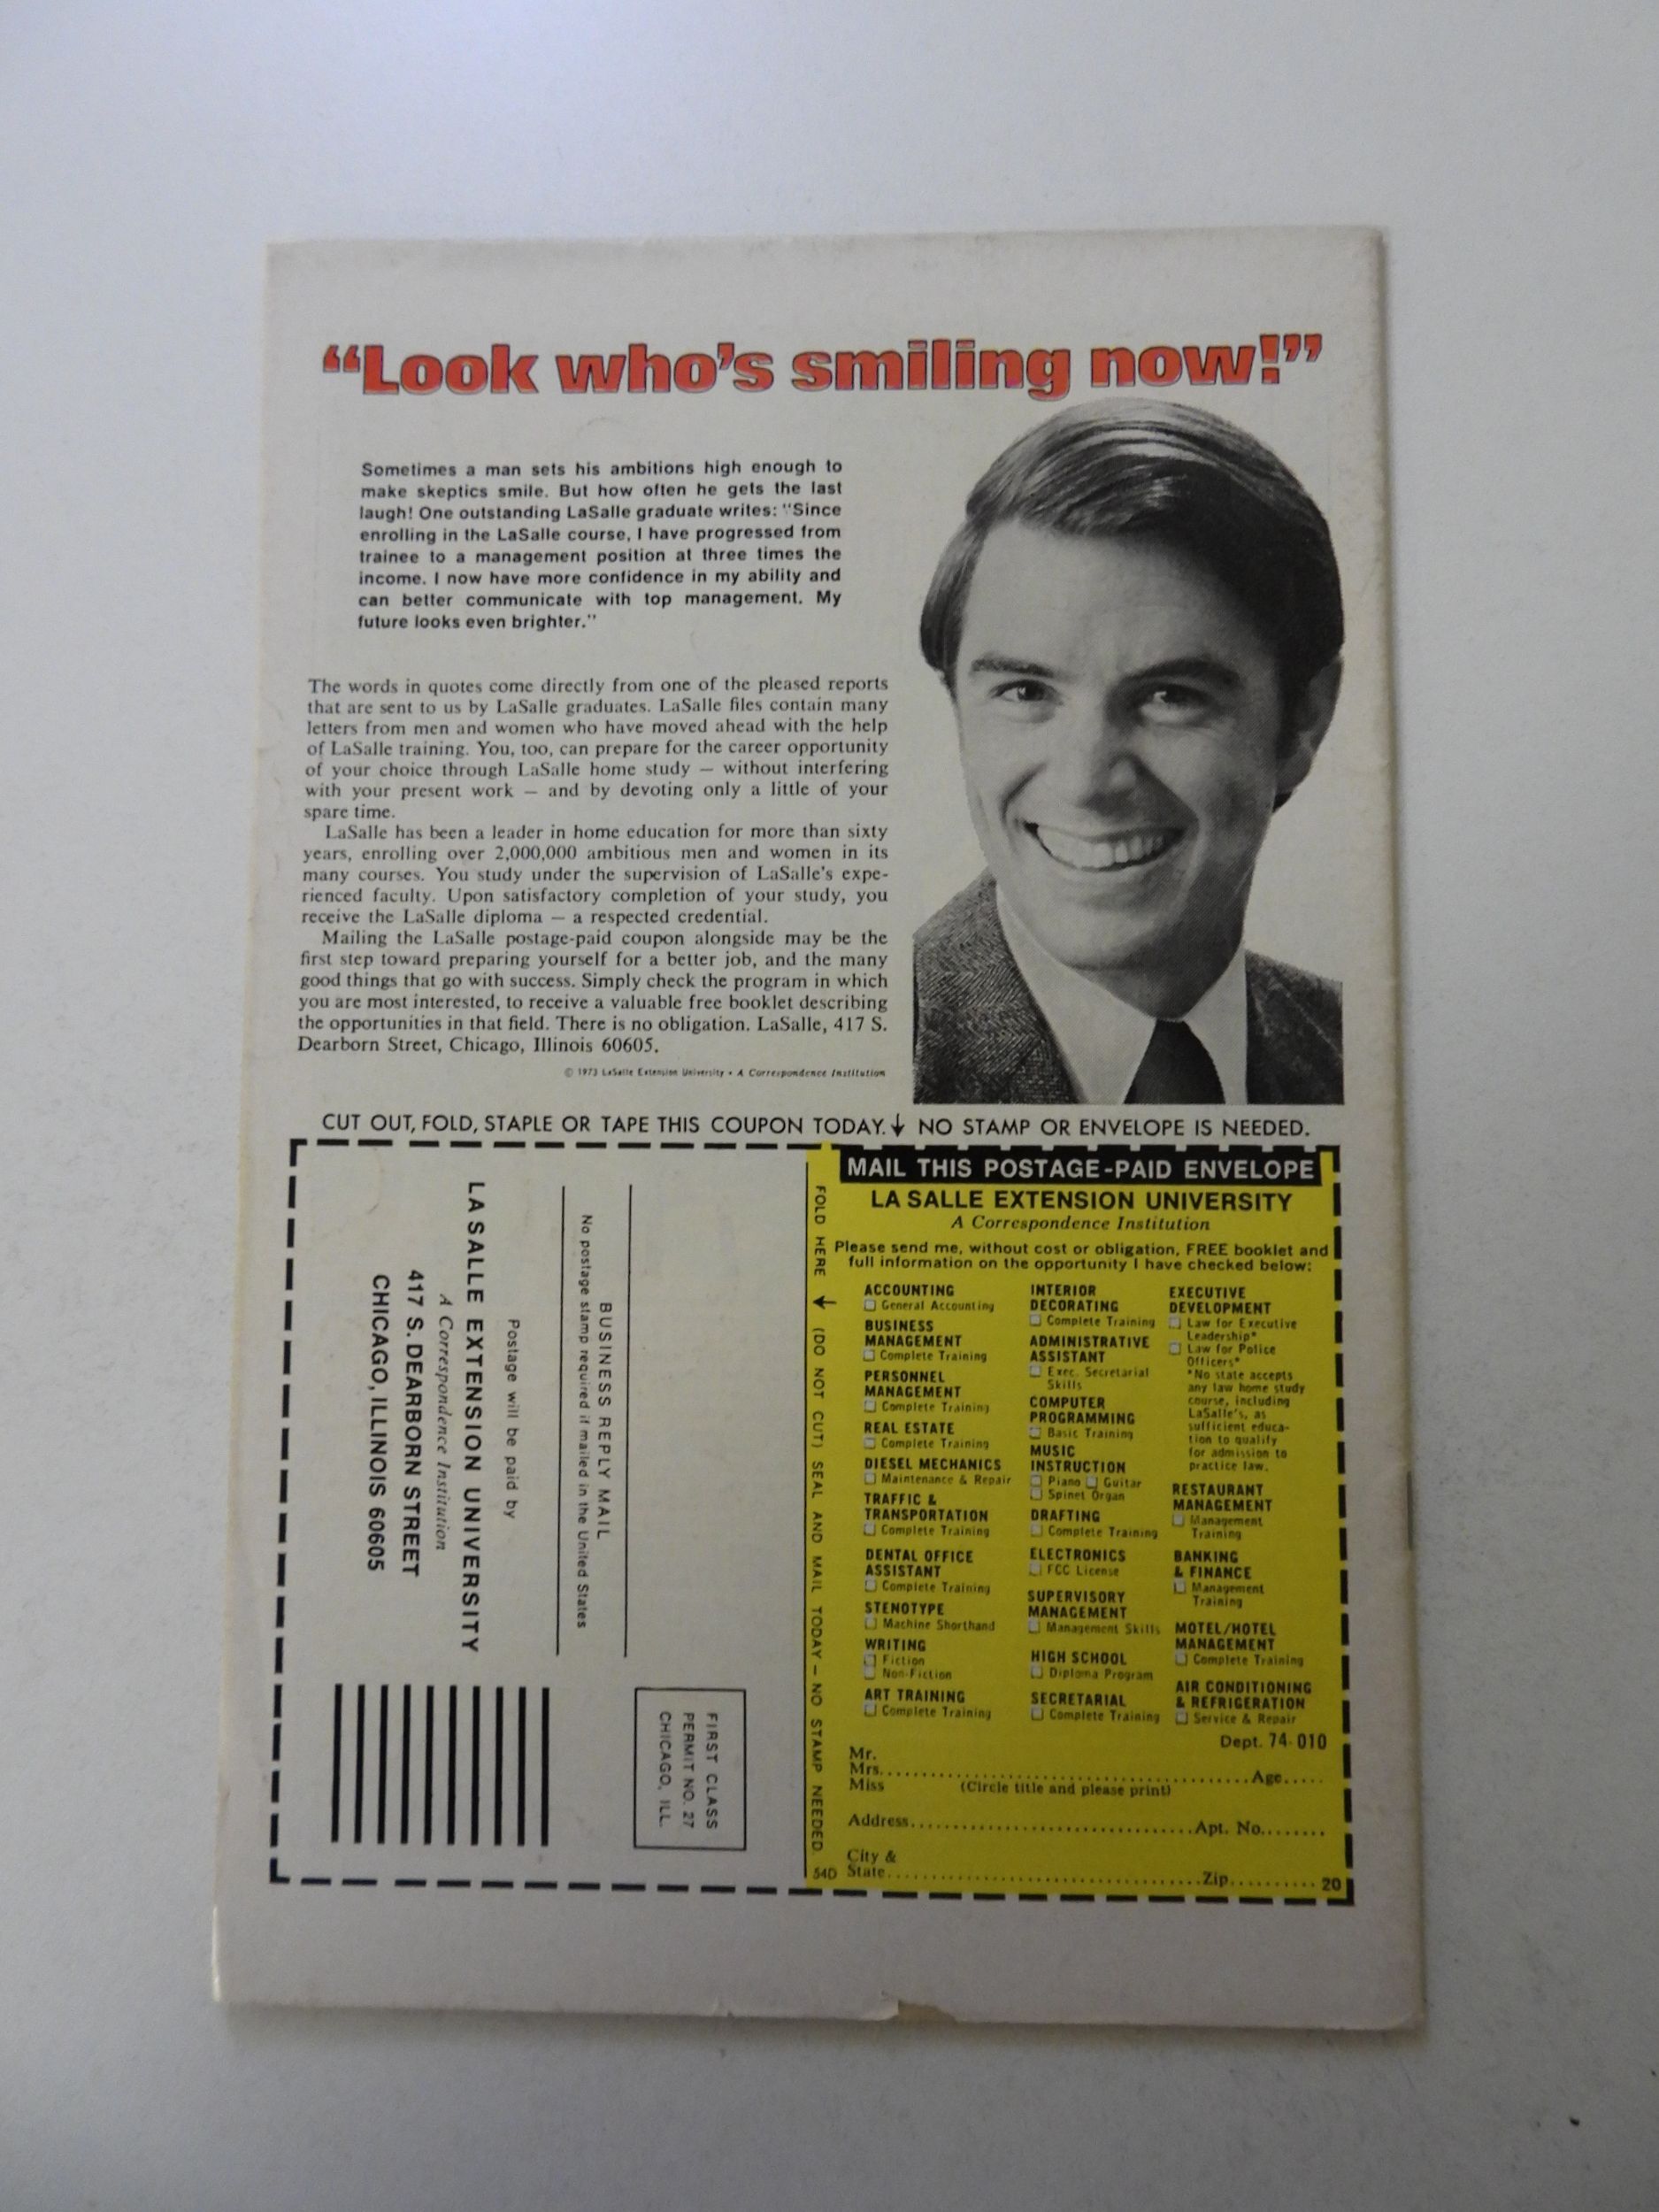 “Look who’s smiling now!”
Sometimes a man sets his ambitions high enough to
make skeptics smile. But how often he gets the last
laugh! One outstanding LaSalle graduate writes: "Since
enrolling in the LaSalle course, I have progressed from
trainee to a management position at three times the
income. I now have more confidence in my ability and
can better communicate with top management. My
future looks even brighter."
The words in quotes come directly from one of the pleased reports
that are sent to us by LaSalle graduates. LaSalle files contain many
letters from men and women who have moved ahead with the help
of LaSalle training. You, too, can prepare for the career opportunity
of your choice through LaSalle home study — without interfering
with your present work — and by devoting only a little of your
spare time.
LaSalle has been a leader in home education for more than sixty
years, enrolling over 2,000,000 ambitious men and women in its
many courses. You study under the supervision of LaSalle's expe-
rienced faculty. Upon satisfactory completion of your study, you
receive the LaSalle diploma — a respected credential.
Mailing the LaSalle postage-paid coupon alongside may be the
first step toward preparing yourself for a better job, and the many
good things that go with success. Simply check the program in which
you are most interested, to receive a valuable free booklet describing
the opportunities in that field. There is no obligation. LaSalle, 417 S.
Dearborn Street, Chicago, Illinois 60605.
© 1973 LaSalle Extension University • A Correspondence Institution
CUT OUT, FOLD, STAPLE OR TAPE THIS COUPON TODAY.↓ NO STAMP OR ENVELOPE IS NEEDED.
FIRST CLASS
PERMIT NO. 27
CHICAGO, ILL.
BUSINESS REPLY MAIL
No postage stamp required if mailed in the United States
Postage will be paid by
LA SALLE EXTENSION UNIVERSITY
A Correspondence Institution
417 S. DEARBORN STREET
CHICAGO, ILLINOIS 60605
FOLD HERE ↓ (DO NOT CUT) SEAL AND MAIL TODAY — NO STAMP NEEDED.
54D
MAIL THIS POSTAGE-PAID ENVELOPE
LA SALLE EXTENSION UNIVERSITY
A Correspondence Institution
Please send me, without cost or obligation, FREE booklet and
full information on the opportunity I have checked below:
ACCOUNTING
☐ General Accounting
BUSINESS
MANAGEMENT
☐ Complete Training
PERSONNEL
MANAGEMENT
☐ Complete Training
REAL ESTATE
☐ Complete Training
DIESEL MECHANICS
☐ Maintenance & Repair
TRAFFIC &
TRANSPORTATION
☐ Complete Training
DENTAL OFFICE
ASSISTANT
☐ Complete Training
STENOTYPE
☐ Machine Shorthand
WRITING
☐ Fiction
☐ Non-Fiction
ART TRAINING
☐ Complete Training
INTERIOR
DECORATING
☐ Complete Training
ADMINISTRATIVE
ASSISTANT
☐ Exec. Secretarial
Skills
COMPUTER
PROGRAMMING
☐ Basic Training
MUSIC
INSTRUCTION
☐ Piano ☐ Guitar
☐ Spinet Organ
DRAFTING
☐ Complete Training
ELECTRONICS
☐ FCC License
SUPERVISORY
MANAGEMENT
☐ Management Skills
HIGH SCHOOL
☐ Diploma Program
SECRETARIAL
☐ Complete Training
EXECUTIVE
DEVELOPMENT
☐ Law for Executive
Leadership*
☐ Law for Police
Officers*
*No state accepts
any law home study
course, including
LaSalle's, as
sufficient educa-
tion to qualify
for admission to
practice law.
RESTAURANT
MANAGEMENT
☐ Management
Training
BANKING
& FINANCE
☐ Management
Training
MOTEL/HOTEL
MANAGEMENT
☐ Complete Training
AIR CONDITIONING
& REFRIGERATION
☐ Service & Repair
Dept. 74-010
Mr.
Mrs. Age
Miss (Circle title and please print)
Address Apt. No.
City &
State Zip 20